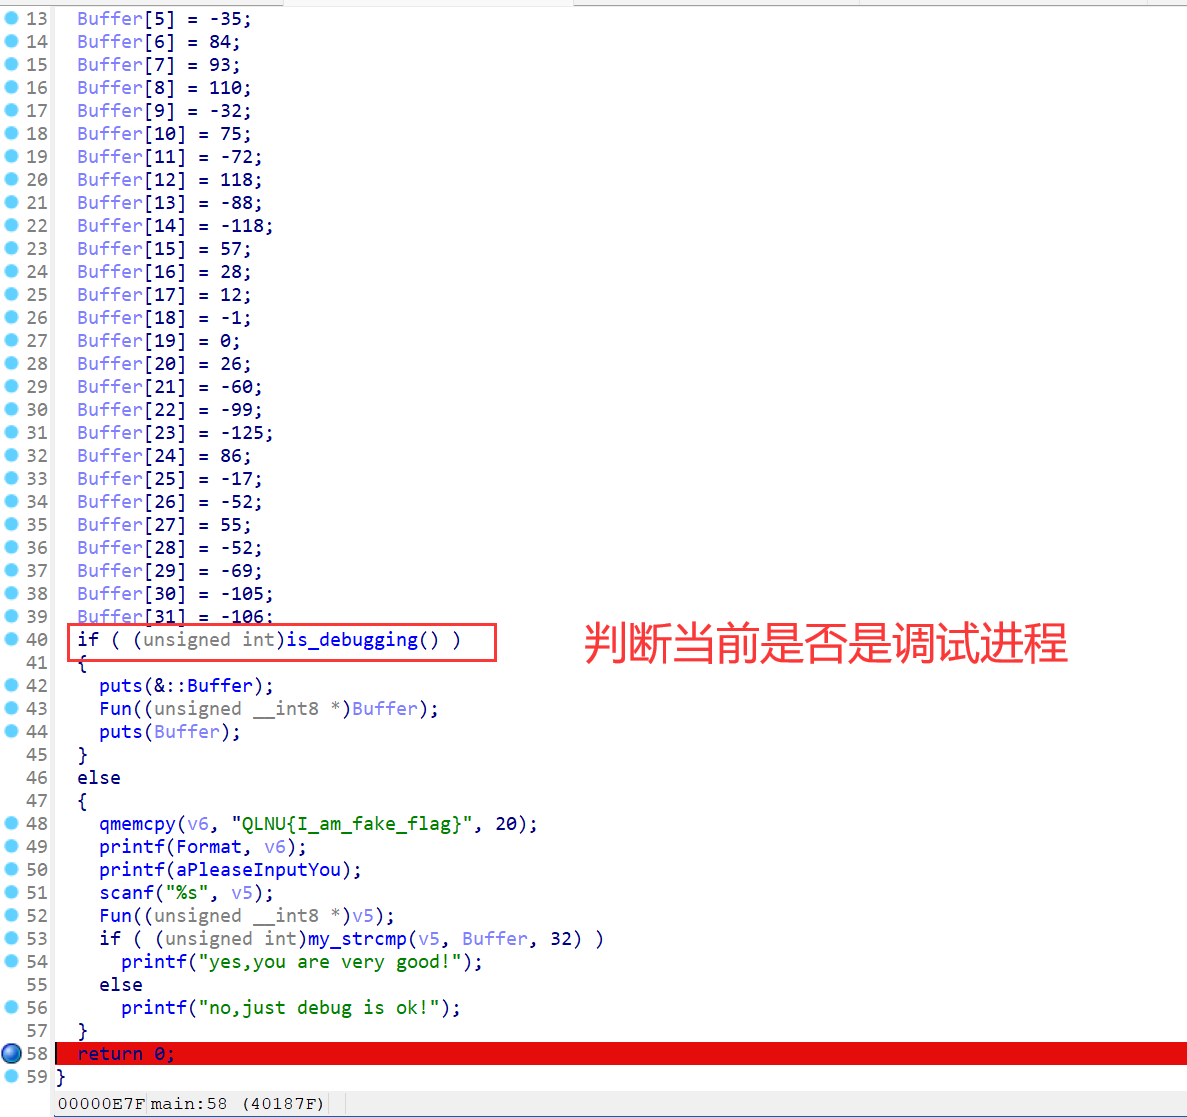 13 Buffer[5] = -35;
14 Buffer[6] = 84;
15 Buffer[7] = 93;
16 Buffer[8] = 110;
17 Buffer[9] = -32;
18 Buffer[10] = 75;
19 Buffer[11] = -72;
20 Buffer[12] = 118;
21 Buffer[13] = -88;
22 Buffer[14] = -118;
23 Buffer[15] = 57;
24 Buffer[16] = 28;
25 Buffer[17] = 12;
26 Buffer[18] = -1;
27 Buffer[19] = 0;
28 Buffer[20] = 26;
29 Buffer[21] = -60;
30 Buffer[22] = -99;
31 Buffer[23] = -125;
32 Buffer[24] = 86;
33 Buffer[25] = -17;
34 Buffer[26] = -52;
35 Buffer[27] = 55;
36 Buffer[28] = -52;
37 Buffer[29] = -69;
38 Buffer[30] = -105;
39 Buffer[31] = -106;
40 if ( (unsigned int)is_debugging() )
判断当前是否是调试进程
41 {
42 puts(&::Buffer);
43 Fun((unsigned __int8 *)Buffer);
44 puts(Buffer);
45 }
46 else
47 {
48 qmemcpy(v6, "QLNU{I_am_fake_flag}", 20);
49 printf(Format, v6);
50 printf(aPleaseInputYou);
51 scanf("%s", v5);
52 Fun((unsigned __int8 *)v5);
53 if ( (unsigned int)my_strcmp(v5, Buffer, 32) )
54 printf("yes,you are very good!");
55 else
56 printf("no,just debug is ok!");
57 }
58 return 0;
59 }
00000E7F main:58 (40187F)